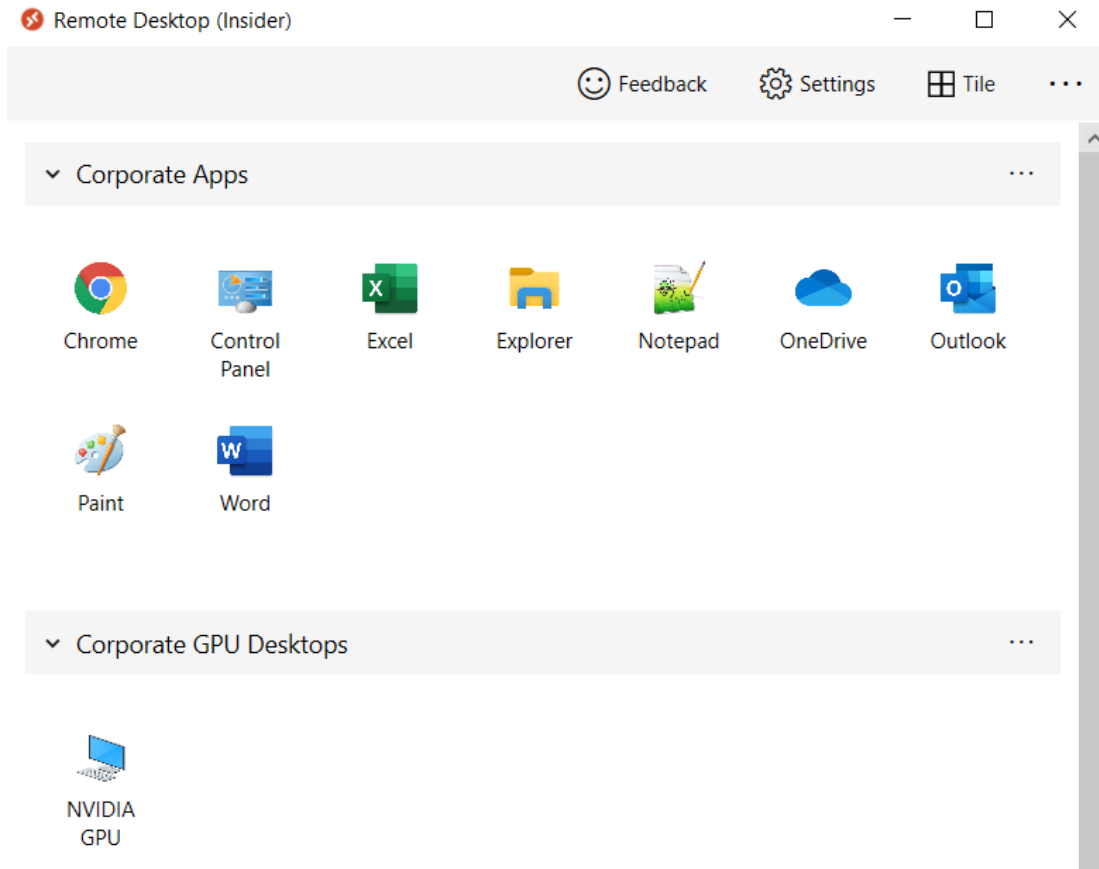 Remote Desktop (Insider)
Feedback Settings Tile ...
Corporate Apps ...
Chrome Control Panel Excel Explorer Notepad OneDrive Outlook
Paint Word
Corporate GPU Desktops ...
NVIDIA
GPU